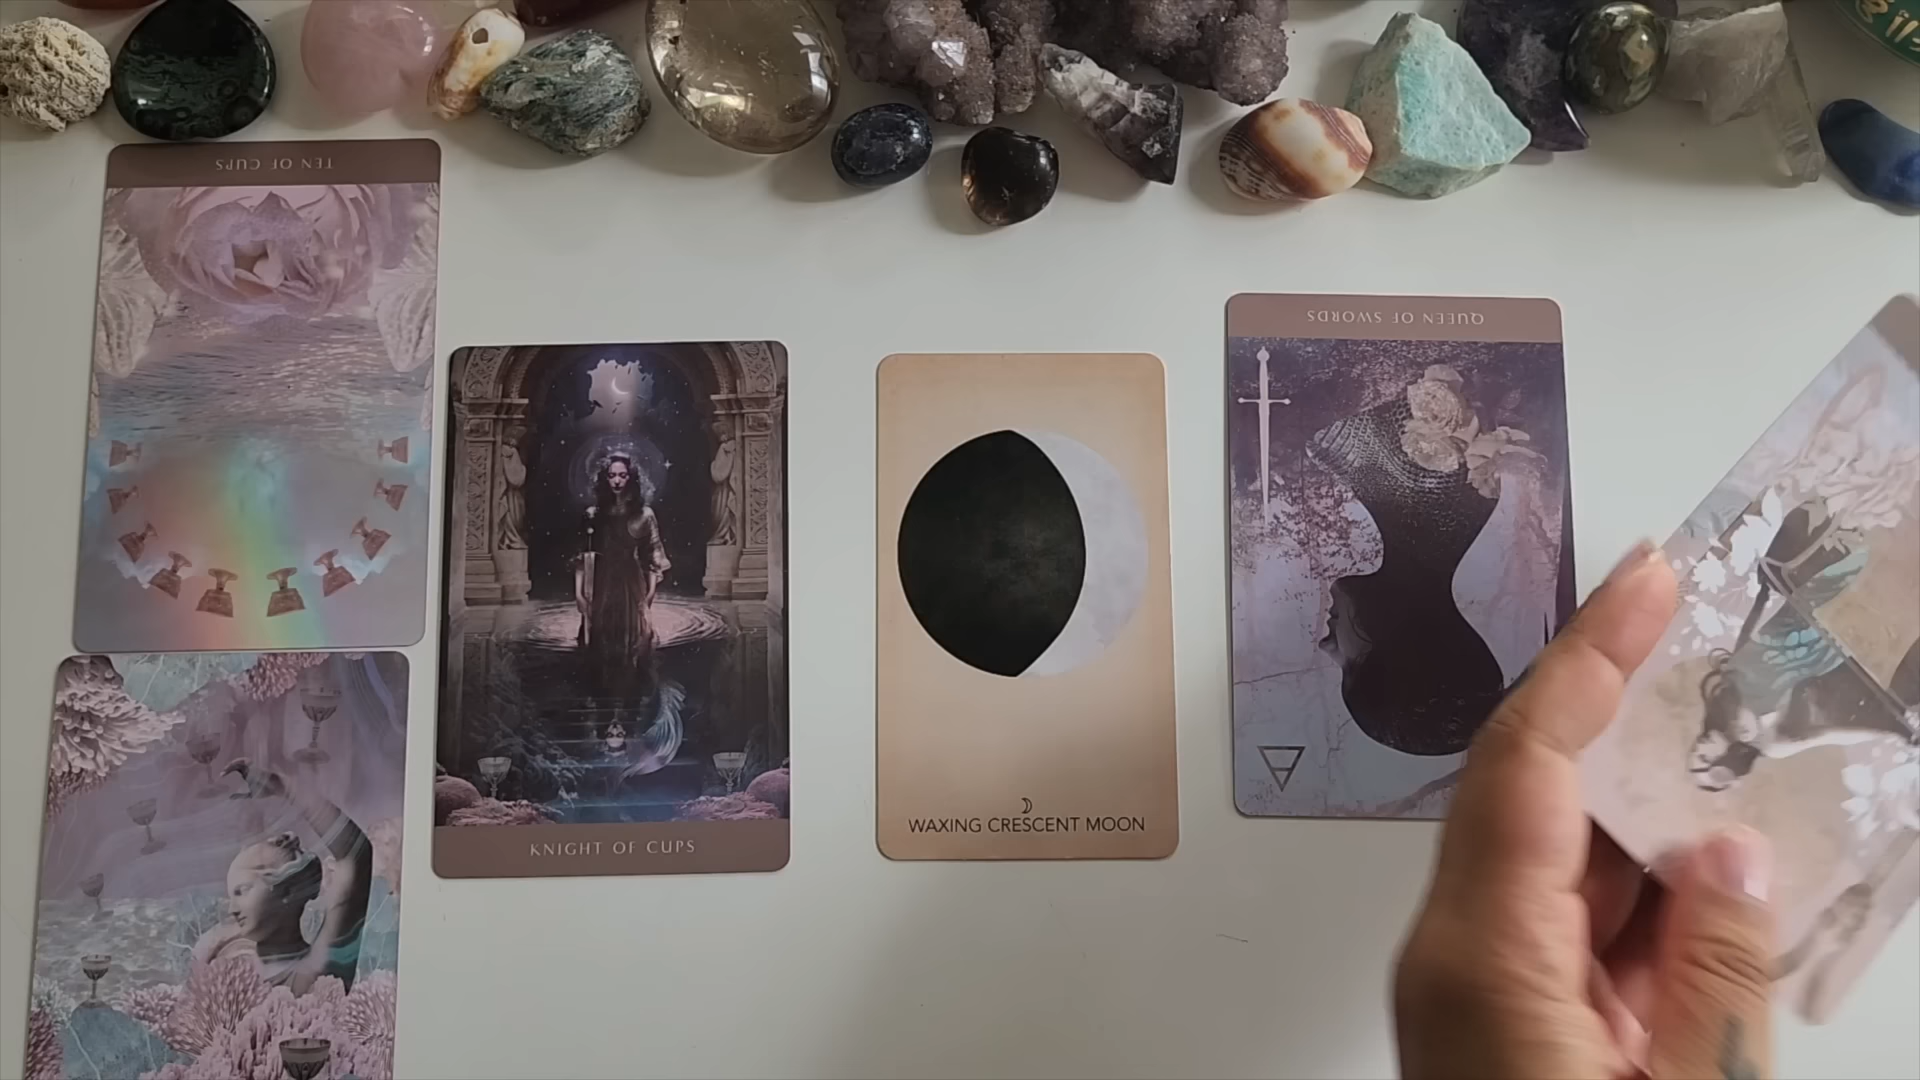 TEN OF CUPS
QUEEN OF SWORDS
WAXING CRESCENT MOON
KNIGHT OF CUPS